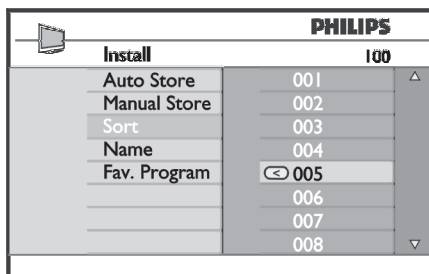 PHILIPS
Install 100
Auto Store 001
Manual Store 002
Sort 003
Name 004
Fav. Program 005
006
007
008